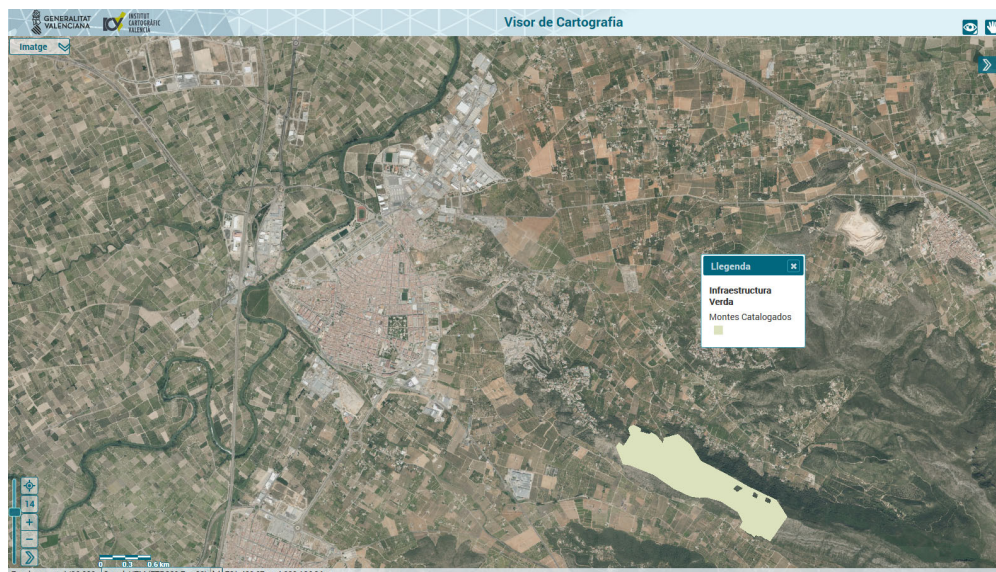 GENERALITAT
VALENCIANA
INSTITUT
CARTOGRÀFIC
VALENCIÀ
Visor de Cartografia
Imatge
Llegenda
Infraestructura
Verda
Montes Catalogados
14
+
−
0 0.3 0.6 km